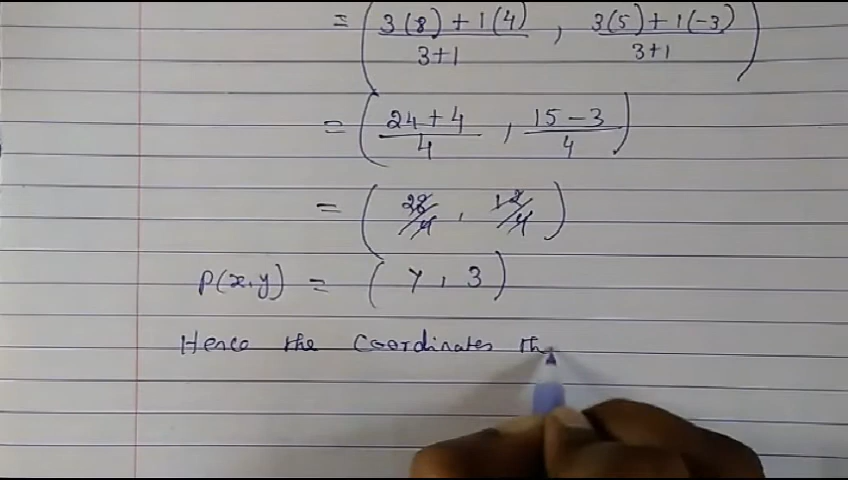 = ( 3(8) + 1(4) / 3+1 , 3(5) + 1(-3) / 3+1 )
= ( 24 + 4 / 4 , 15 - 3 / 4 )
= ( 28/4 , 12/4 )
P(x,y) = ( 7 , 3 )
Hence the Coordinates th